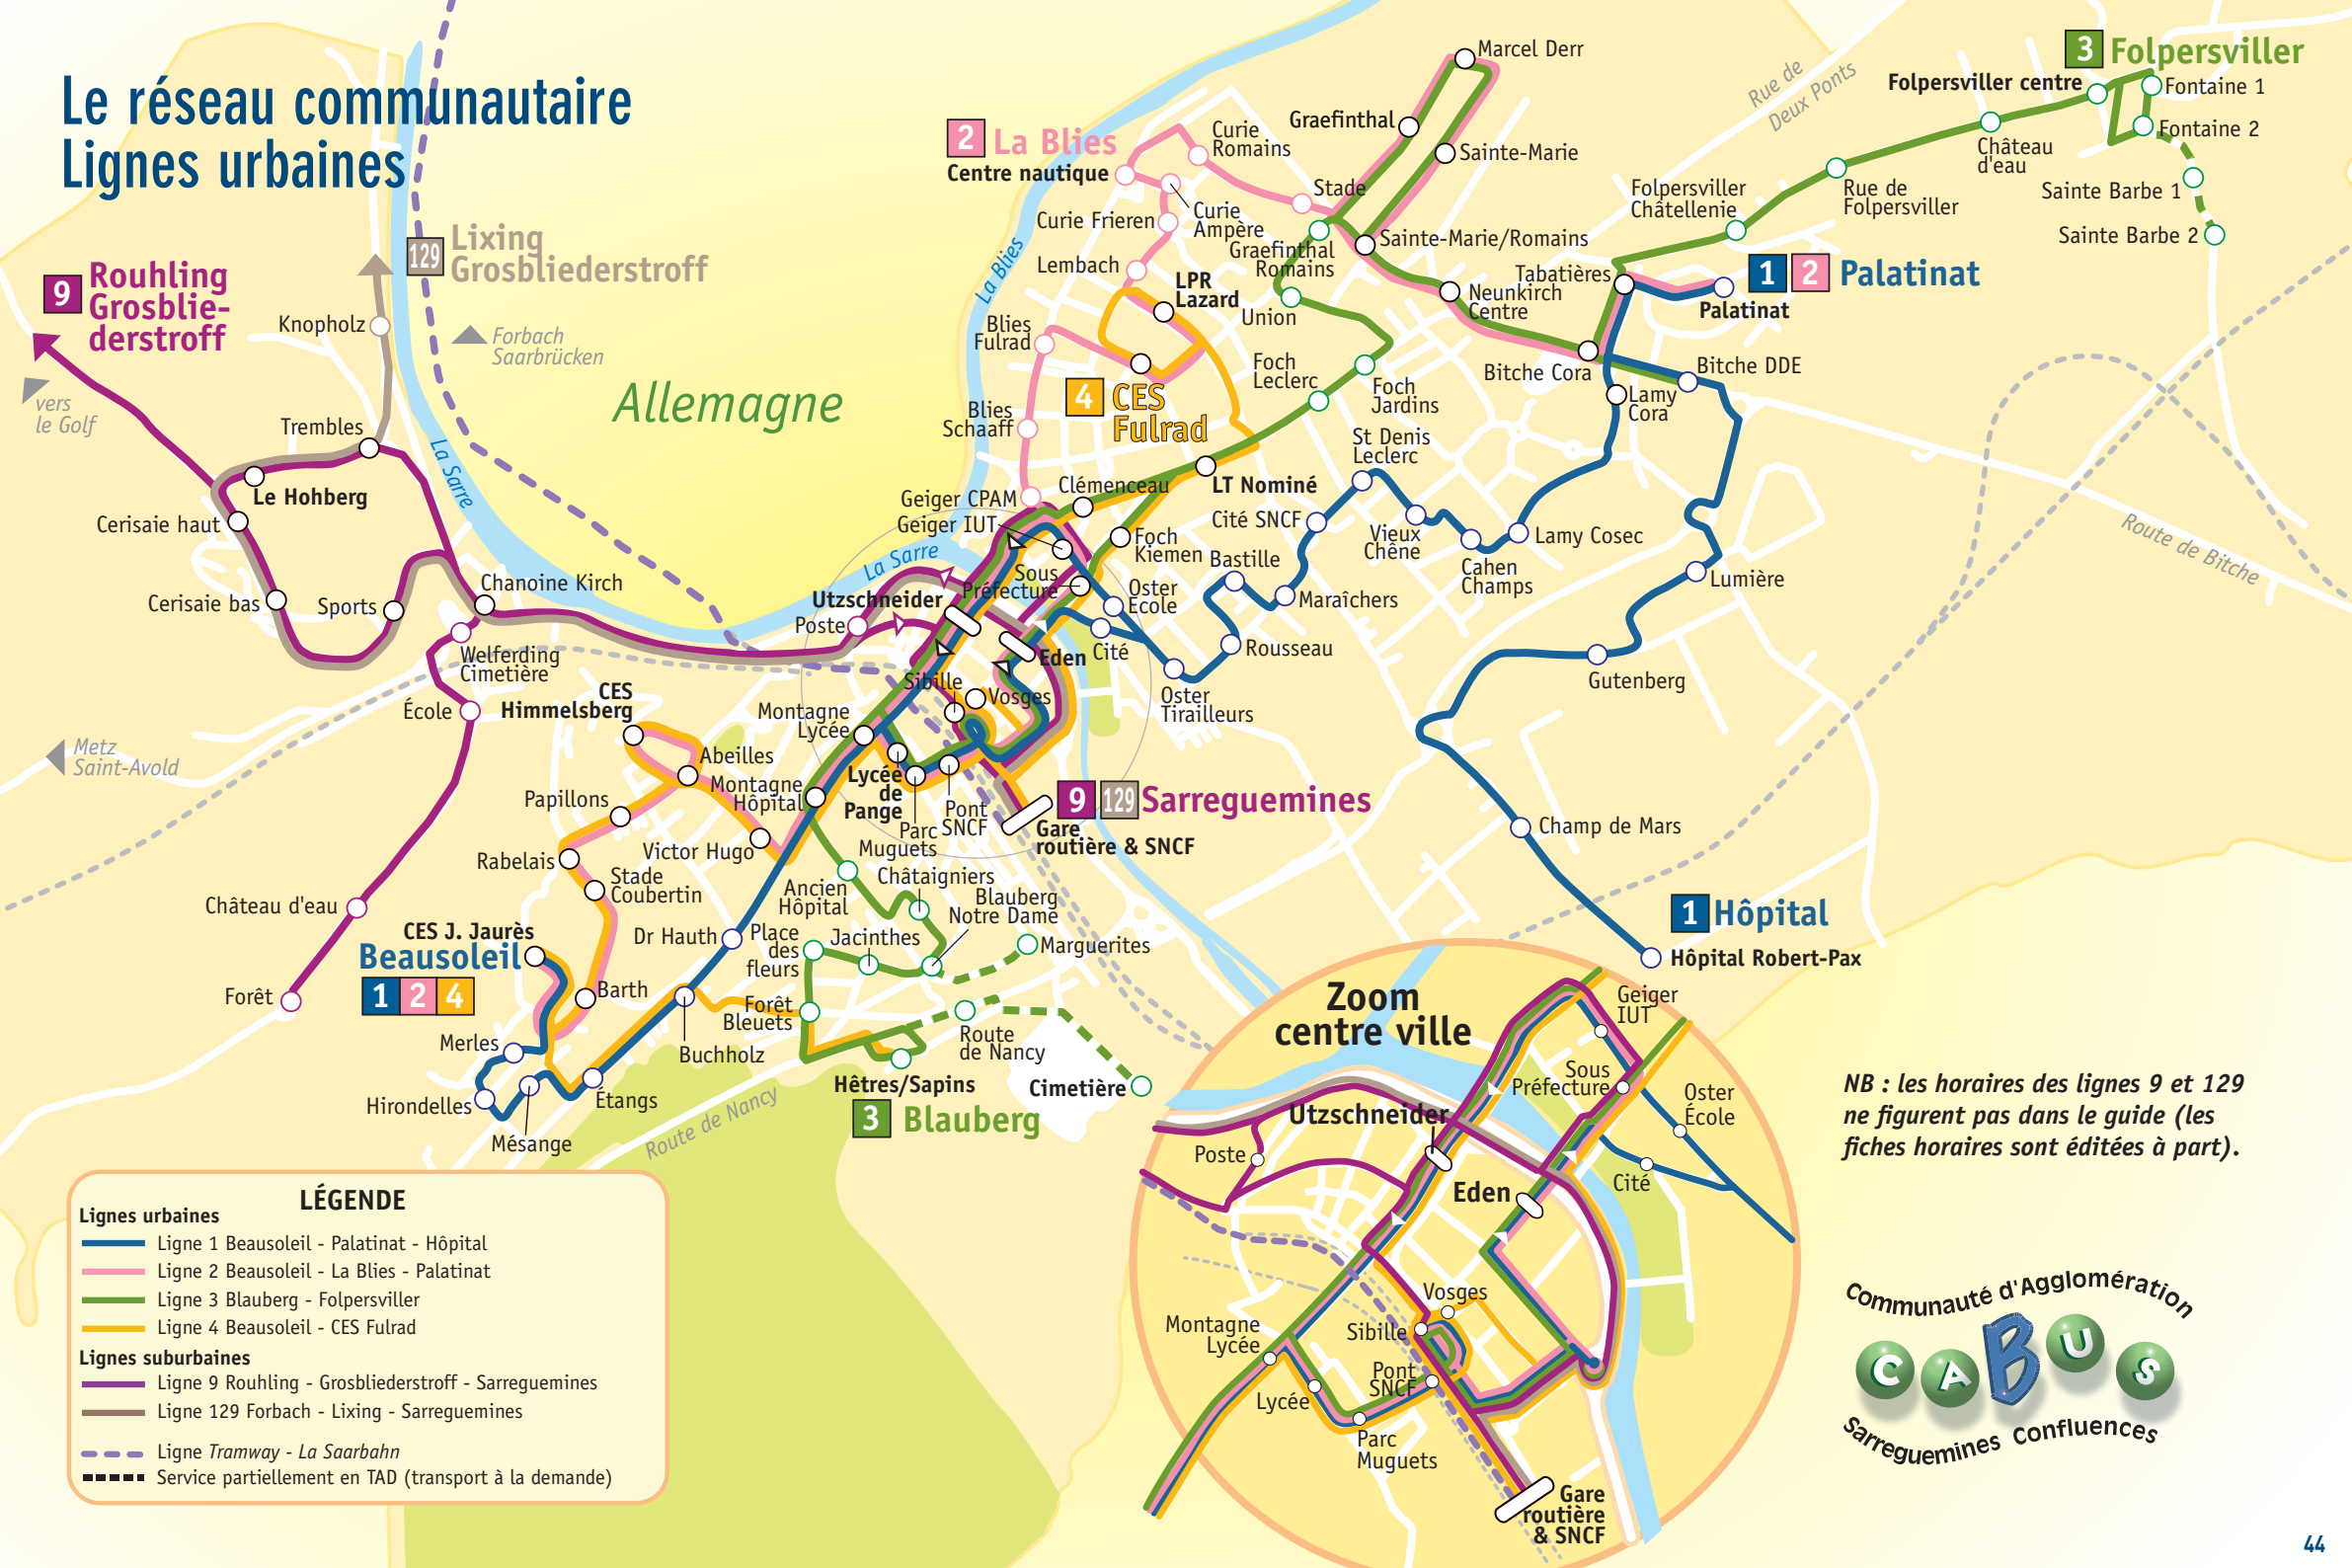 Le réseau communautaire
Lignes urbaines
9
Rouhling
Grosblie-
derstroff
129
Lixing
Grosbliederstroff
Knopholz
Forbach
Saarbrücken
vers
le Golf
Allemagne
Trembles
La Sarre
Le Hohberg
Cerisaie haut
Cerisaie bas
Sports
Chanoine Kirch
Welferding
Cimetière
École
Metz
Saint-Avold
Château d'eau
Forêt
2
La Blies
Centre nautique
Curie
Romains
Curie Frieren
Curie
Ampère
Stade
Lembach
La Blies
LPR
Lazard
Blies
Fulrad
4
CES
Fulrad
Blies
Schaaff
Geiger CPAM
Geiger IUT
Clémenceau
Marcel Derr
Graefinthal
Sainte-Marie
Graefinthal
Romains
Sainte-Marie/Romains
Union
Neunkirch
Centre
Foch
Leclerc
Foch
Jardins
LT Nominé
St Denis
Leclerc
Cité SNCF
Foch
Kiemen
Bastille
Vieux
Chêne
Cahen
Champs
Lamy Cosec
Maraîchers
Rousseau
Oster
Tirailleurs
Rue de
Deux Ponts
3
Folpersviller
Folpersviller centre
Fontaine 1
Fontaine 2
Château
d'eau
Sainte Barbe 1
Sainte Barbe 2
Rue de
Folpersviller
Folpersviller
Châtellenie
Tabatières
1
2
Palatinat
Palatinat
Bitche Cora
Bitche DDE
Lamy
Cora
Lumière
Gutenberg
Route de Bitche
Champ de Mars
1
Hôpital
Hôpital Robert-Pax
La Sarre
Sous
Préfecture
Oster
Ecole
Utzschneider
Poste
Eden
Cité
Sibille
Vosges
Montagne
Lycée
Lycée
de
Pange
Parc
Muguets
Pont
SNCF
9
129
Sarreguemines
Gare
routière & SNCF
CES
Himmelsberg
Abeilles
Montagne
Hôpital
Papillons
Victor Hugo
Rabelais
Stade
Coubertin
Ancien
Hôpital
Châtaigniers
Blauberg
Notre Dame
CES J. Jaurès
Beausoleil
1
2
4
Dr Hauth
Place
des
fleurs
Jacinthes
Marguerites
Barth
Forêt
Bleuets
Merles
Buchholz
Route
de Nancy
Hirondelles
Étangs
Mésange
Hêtres/Sapins
Cimetière
3
Blauberg
Route de Nancy
LÉGENDE
Lignes urbaines
Ligne 1 Beausoleil - Palatinat - Hôpital
Ligne 2 Beausoleil - La Blies - Palatinat
Ligne 3 Blauberg - Folpersviller
Ligne 4 Beausoleil - CES Fulrad
Lignes suburbaines
Ligne 9 Rouhling - Grosbliederstroff - Sarreguemines
Ligne 129 Forbach - Lixing - Sarreguemines
Ligne Tramway - La Saarbahn
Service partiellement en TAD (transport à la demande)
Zoom
centre ville
Geiger
IUT
Sous
Préfecture
Oster
École
Utzschneider
Poste
Cité
Eden
Vosges
Montagne
Lycée
Sibille
Pont
SNCF
Lycée
Parc
Muguets
Gare
routière
& SNCF
NB : les horaires des lignes 9 et 129
ne figurent pas dans le guide (les
fiches horaires sont éditées à part).
Communauté d'Agglomération
CABUS
Sarreguemines Confluences
44